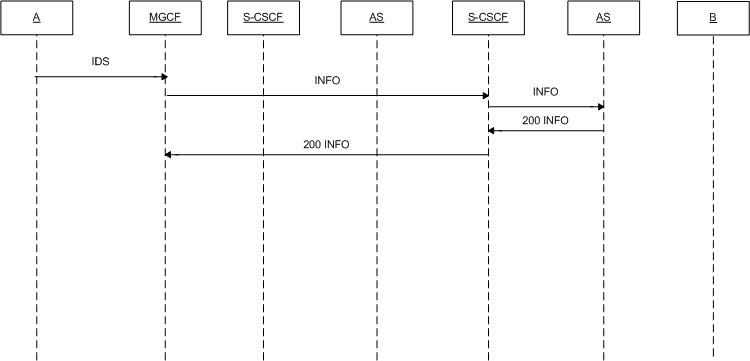 A
MGCF
S-CSCF
AS
S-CSCF
AS
B
IDS
INFO
INFO
200 INFO
200 INFO